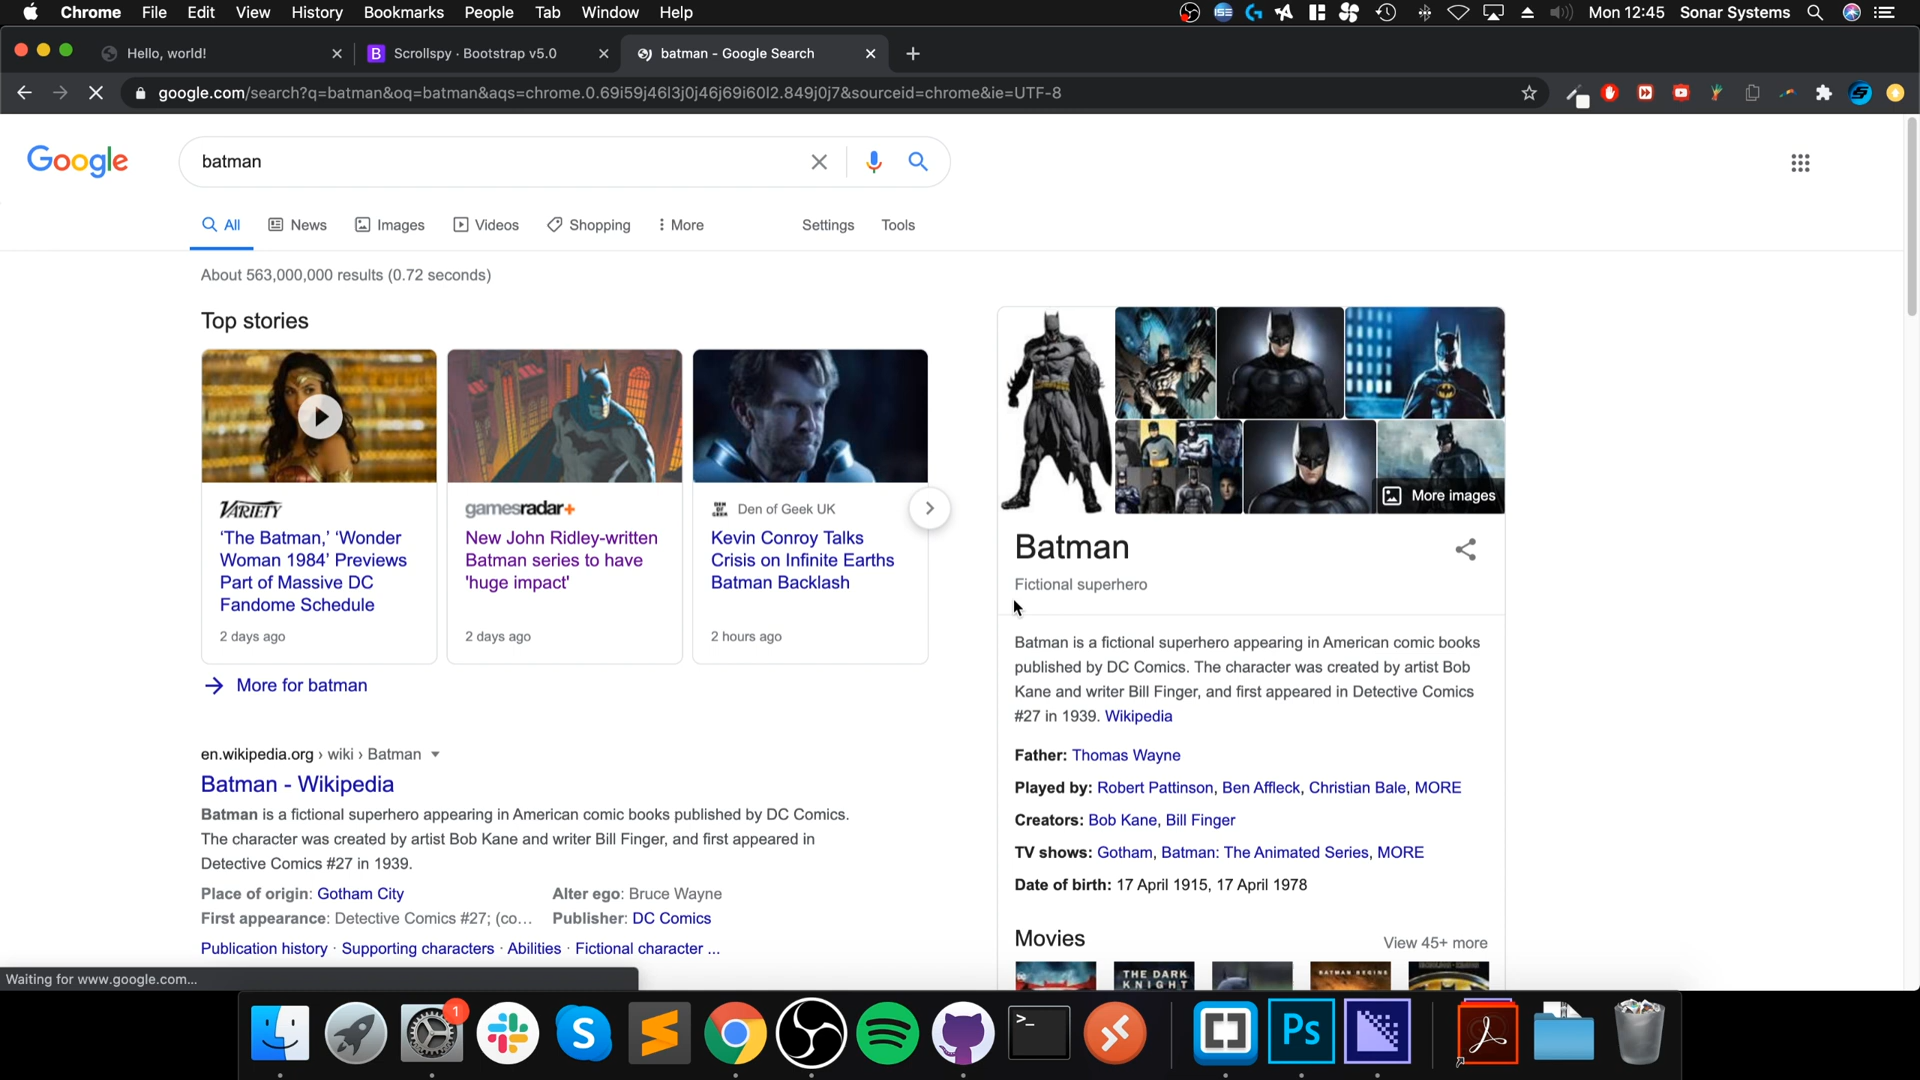 Chrome File Edit View History Bookmarks People Tab Window Help
Mon 12:45 Sonar Systems
Hello, world!
Scrollspy · Bootstrap v5.0
batman - Google Search
google.com/search?q=batman&oq=batman&aqs=chrome.0.69i59j46l3j0j46j69i60l2.849j0j7&sourceid=chrome&ie=UTF-8
Google
batman
All News Images Videos Shopping More Settings Tools
About 563,000,000 results (0.72 seconds)
Top stories
VARIETY
'The Batman,' 'Wonder
Woman 1984' Previews
Part of Massive DC
Fandome Schedule
2 days ago
gamesradar+
New John Ridley-written
Batman series to have
'huge impact'
2 days ago
DEN OF GEEK
Den of Geek UK
Kevin Conroy Talks
Crisis on Infinite Earths
Batman Backlash
2 hours ago
More for batman
en.wikipedia.org › wiki › Batman
Batman - Wikipedia
Batman is a fictional superhero appearing in American comic books published by DC Comics.
The character was created by artist Bob Kane and writer Bill Finger, and first appeared in
Detective Comics #27 in 1939.
Place of origin: Gotham City Alter ego: Bruce Wayne
First appearance: Detective Comics #27; (co... Publisher: DC Comics
Publication history · Supporting characters · Abilities · Fictional character ...
More images
Batman
Fictional superhero
Batman is a fictional superhero appearing in American comic books
published by DC Comics. The character was created by artist Bob
Kane and writer Bill Finger, and first appeared in Detective Comics
#27 in 1939. Wikipedia
Father: Thomas Wayne
Played by: Robert Pattinson, Ben Affleck, Christian Bale, MORE
Creators: Bob Kane, Bill Finger
TV shows: Gotham, Batman: The Animated Series, MORE
Date of birth: 17 April 1915, 17 April 1978
Movies View 45+ more
THE DARK
KNIGHT
BATMAN BEGINS
Waiting for www.google.com...
1
Ps